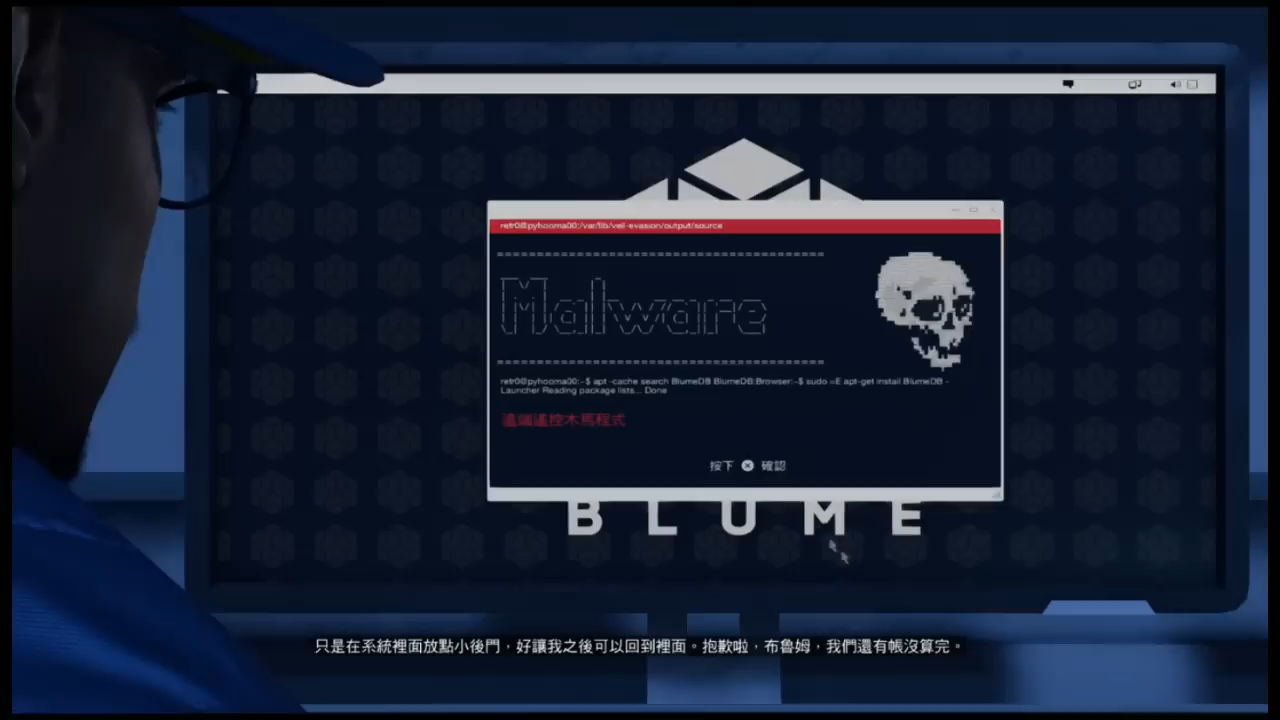 retr0@pyhooma00:/var/lib/veil-evasion/output/source
Malware
retr0@pyhooma00:~$ apt -cache search BlumeDB BlumeDB:Browser:~$ sudo =E apt-get install BlumeDB -
Launcher Reading package lists... Done
遠端遙控木馬程式
按下 ⊗ 確認
BLUME
只是在系統裡面放點小後門，好讓我之後可以回到裡面。抱歉啦，布魯姆，我們還有帳沒算完。